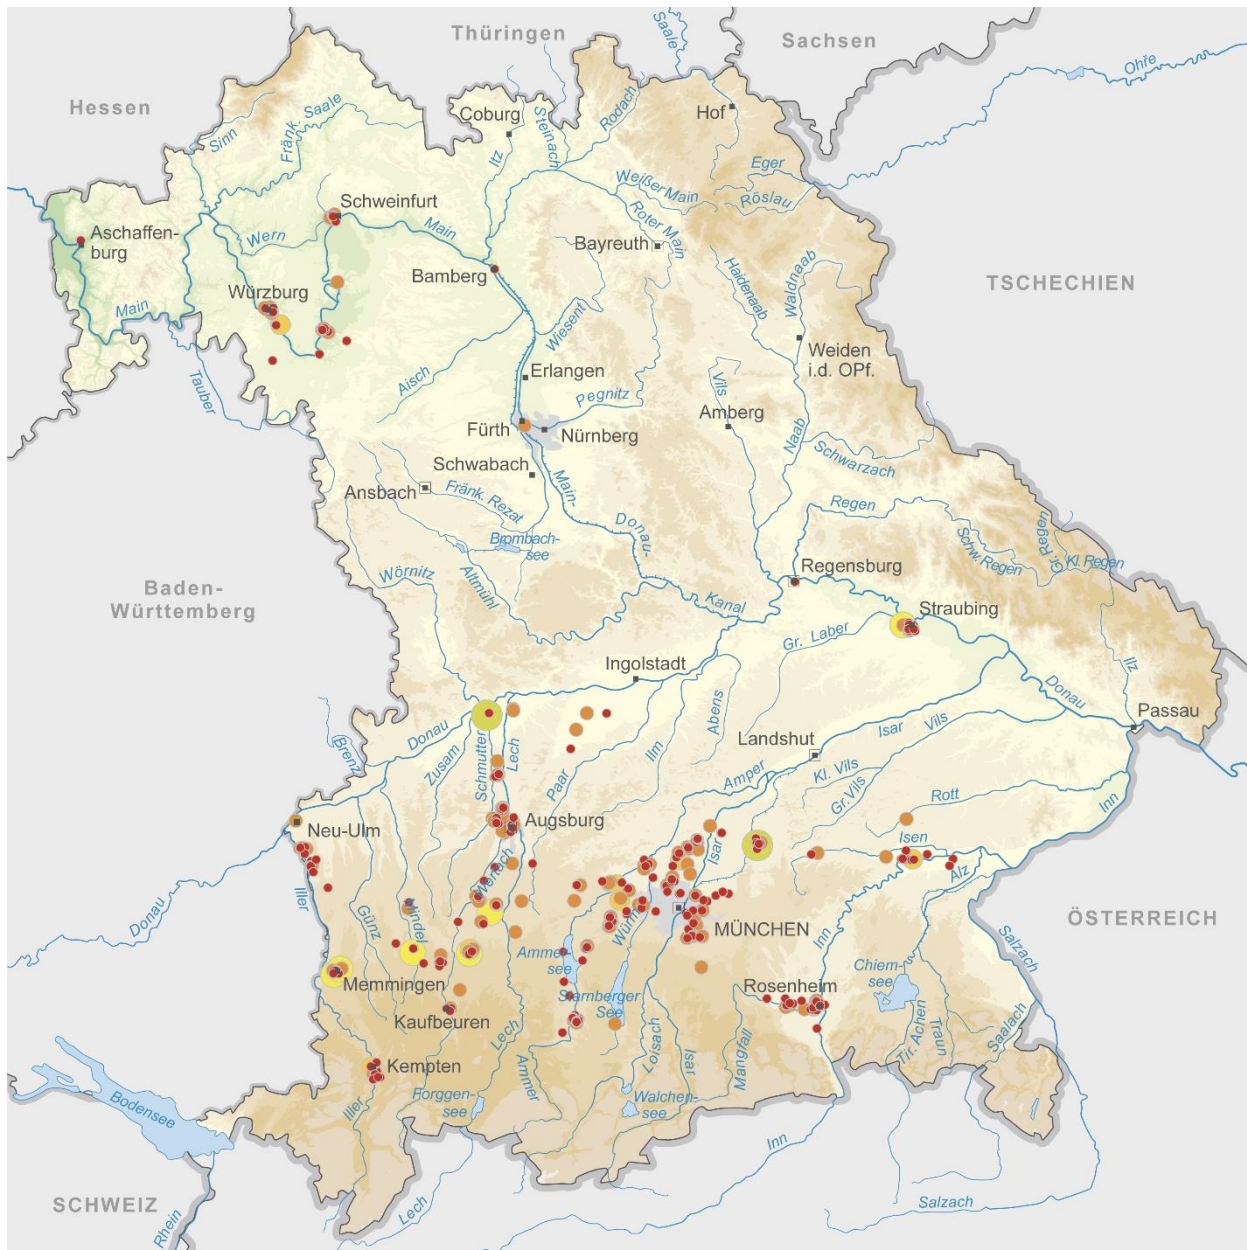 Thüringen
Sachsen
Saale
Ohře
Hessen
Sinn
Fränk. Saale
Coburg
Itz
Steinach
Rodach
Hof
Eger
Röslau
Weißer Main
Roter Main
Schweinfurt
Aschaffen-
burg
Wern
Main
Bamberg
Bayreuth
Haidenaab
Waldnaab
TSCHECHIEN
Main
Würzburg
Wiesent
Weiden
i.d. OPf.
Tauber
Aisch
Erlangen
Pegnitz
Vils
Amberg
Naab
Fürth
Nürnberg
Schwabach
Schwarzach
Ansbach
Fränk. Rezat
Main-
Donau-
Kanal
Brombach-
see
Regen
Schw. Regen
Gr. Regen
Kl. Regen
Wörnitz
Altmühl
Regensburg
Baden-
Württemberg
Straubing
Gr. Laber
Ilz
Ingolstadt
Donau
Passau
Abens
Isar
Vils
Landshut
Brenz
Donau
Zusam
Schmutter
Lech
Paar
Ilm
Amper
Kl. Vils
Gr. Vils
Rott
Inn
Neu-Ulm
Augsburg
Isar
Isen
Alz
Iller
Donau
Günz
Mindel
Wertach
Würm
MÜNCHEN
Inn
ÖSTERREICH
Salzach
Ammer-
see
Memmingen
Starnberger
See
Rosenheim
Chiem-
see
Kaufbeuren
Lech
Loisach
Isar
Mangfall
Tir. Achen
Traun
Saalach
Kempten
Ammer
Iller
Forggen-
see
Walchen-
see
Bodensee
Inn
SCHWEIZ
Rhein
Lech
Salzach